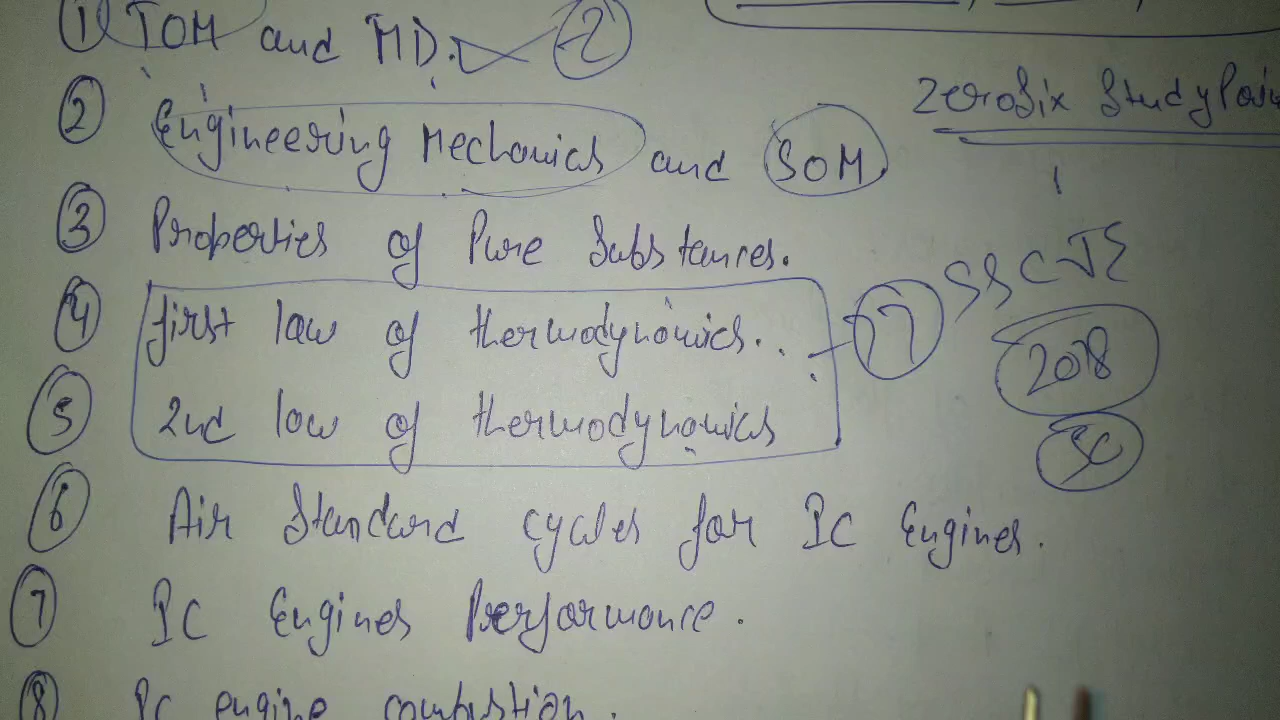 ① TOM and MD. 2
② Engineering Mechanics and SOM
③ Properties of Pure Substances.
④ first law of thermodynamics..
⑤ 2nd law of thermodynamics
⑥ Air Standard cycles for IC Engines.
⑦ IC Engines Performance.
⑧ IC engine combustion.
ZeroSix StudyPoin
SSC JE
2018